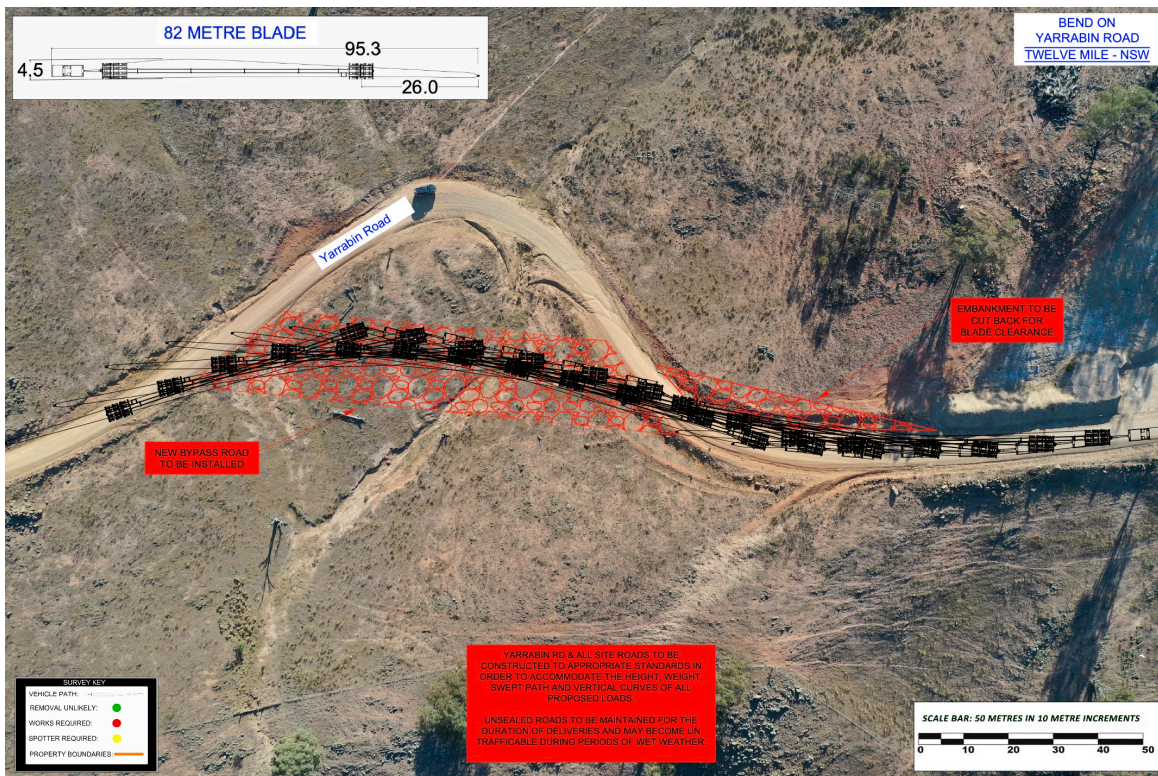 82 METRE BLADE
95.3
4.5
26.0
BEND ON
YARRABIN ROAD
TWELVE MILE - NSW
Yarrabin Road
EMBANKMENT TO BE
CUT BACK FOR
BLADE CLEARANCE
NEW BYPASS ROAD
TO BE INSTALLED
YARRABIN RD & ALL SITE ROADS TO BE
CONSTRUCTED TO APPROPRIATE STANDARDS IN
ORDER TO ACCOMMODATE THE HEIGHT, WEIGHT,
SWEPT PATH AND VERTICAL CURVES OF ALL
PROPOSED LOADS
UNSEALED ROADS TO BE MAINTAINED FOR THE
DURATION OF DELIVERIES AND MAY BECOME UN
TRAFFICABLE DURING PERIODS OF WET WEATHER.
SURVEY KEY
VEHICLE PATH:
REMOVAL UNLIKELY:
WORKS REQUIRED:
SPOTTER REQUIRED:
PROPERTY BOUNDARIES:
SCALE BAR: 50 METRES IN 10 METRE INCREMENTS
0 10 20 30 40 50